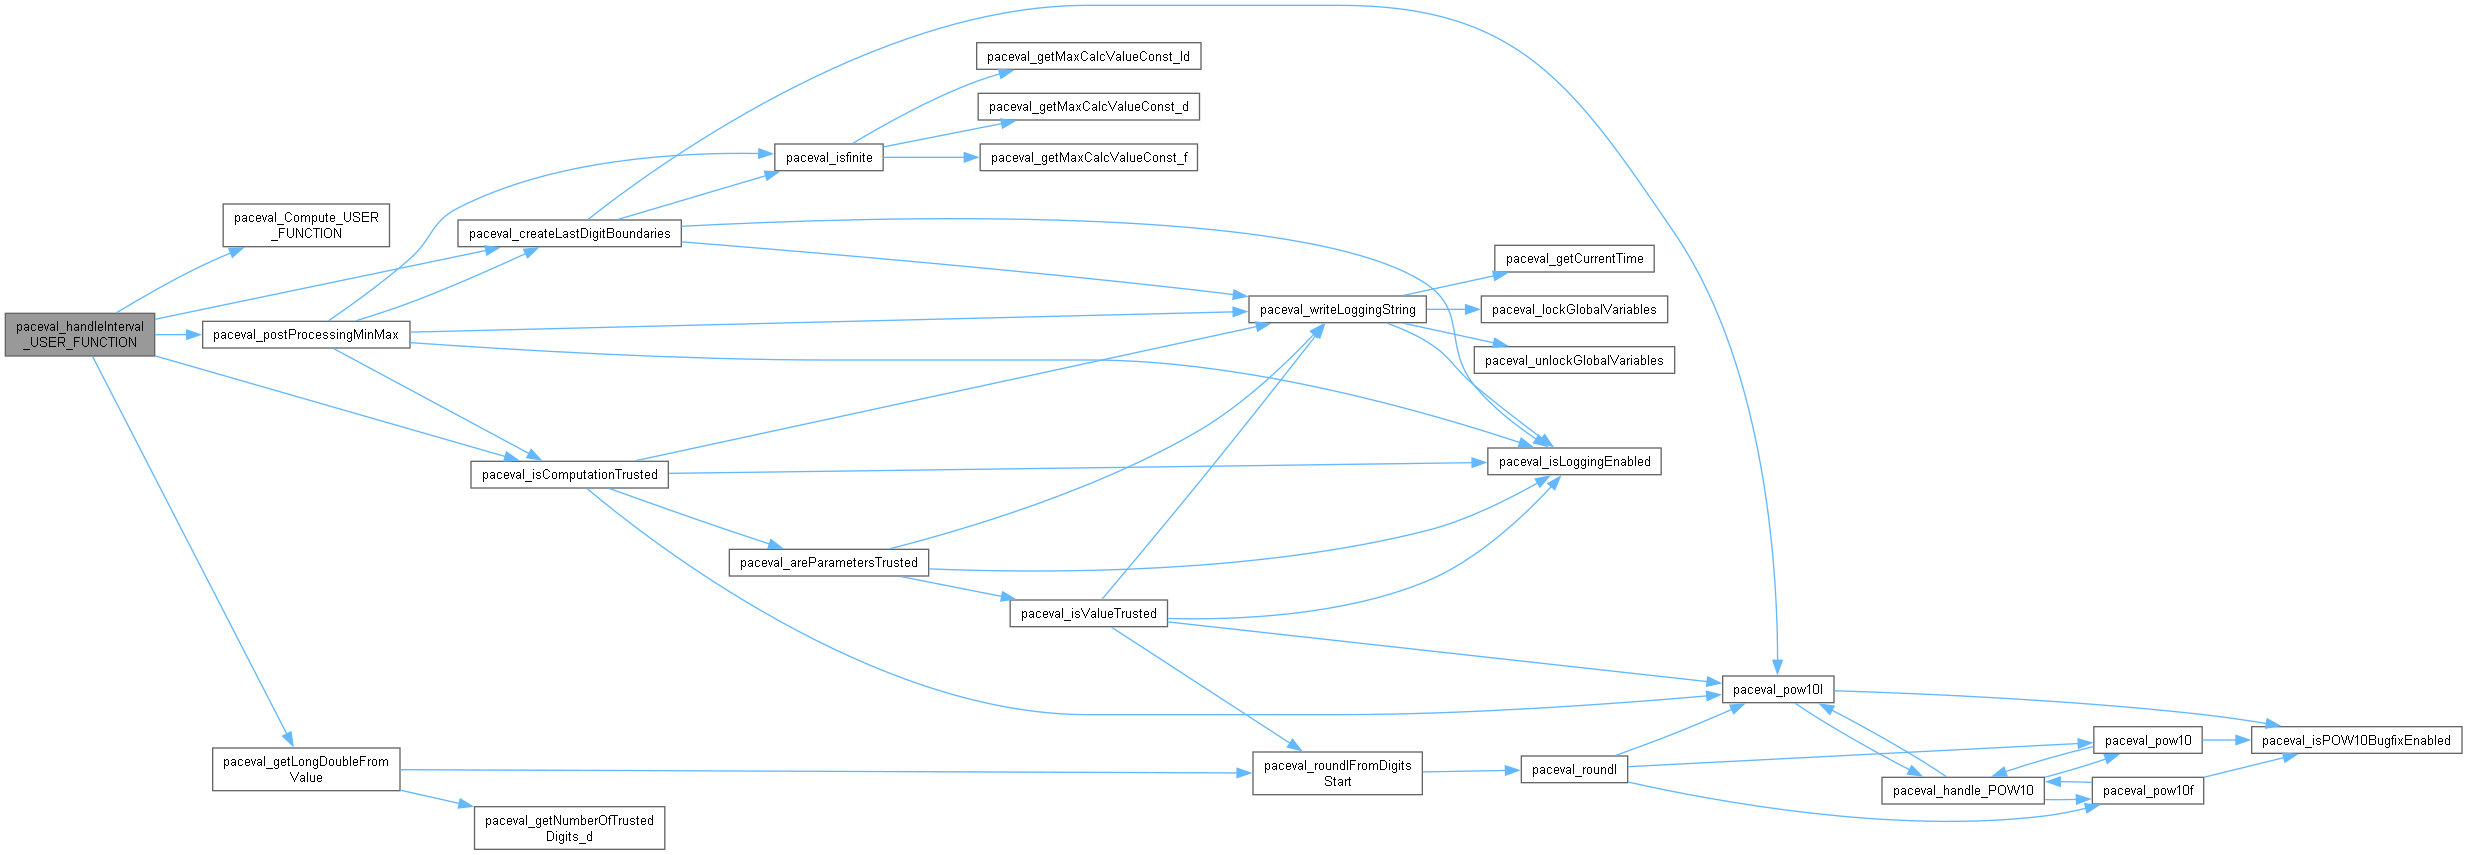 paceval_getMaxCalcValueConst_ld
paceval_getMaxCalcValueConst_d
paceval_isfinite
paceval_getMaxCalcValueConst_f
paceval_Compute_USER
_FUNCTION
paceval_createLastDigitBoundaries
paceval_getCurrentTime
paceval_handleInterval
_USER_FUNCTION
paceval_postProcessingMinMax
paceval_writeLoggingString
paceval_lockGlobalVariables
paceval_unlockGlobalVariables
paceval_isComputationTrusted
paceval_isLoggingEnabled
paceval_areParametersTrusted
paceval_isValueTrusted
paceval_pow10l
paceval_getLongDoubleFrom
Value
paceval_roundlFromDigits
Start
paceval_roundl
paceval_pow10
paceval_isPOW10BugfixEnabled
paceval_handle_POW10
paceval_pow10f
paceval_getNumberOfTrusted
Digits_d